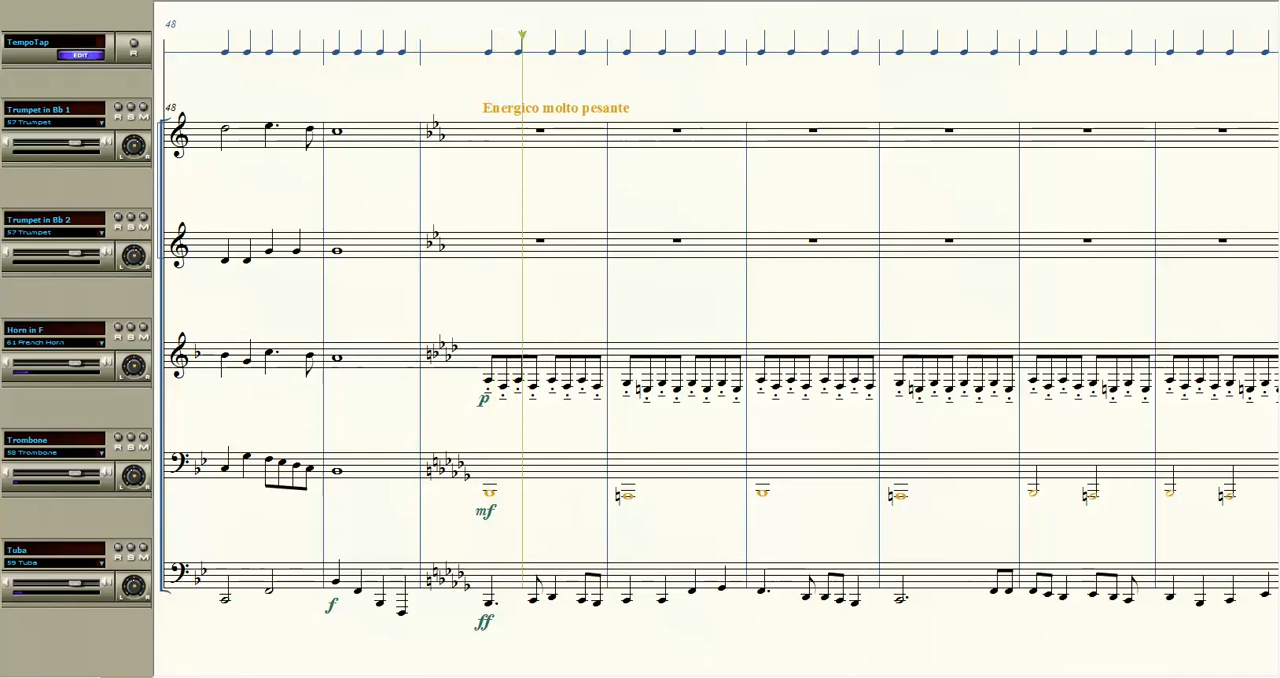 48
TempoTap
R
EDIT
48
Energico molto pesante
Trumpet in Bb 1
R S M
57 Trumpet
L R
Trumpet in Bb 2
R S M
57 Trumpet
L R
Horn in F
R S M
61 French Horn
L R
p
Trombone
R S M
58 Trombone
L R
mf
Tuba
R S M
59 Tuba
L R
f
ff